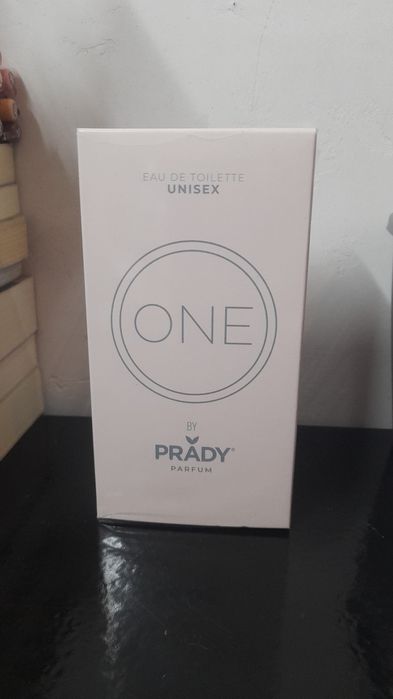 EAU DE TOILETTE
UNISEX
ONE
BY
PRADY®
PARFUM